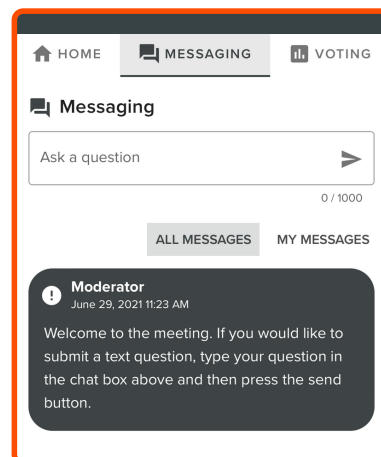 HOME MESSAGING VOTING
Messaging
Ask a question
0 / 1000
ALL MESSAGES MY MESSAGES
Moderator
June 29, 2021 11:23 AM
Welcome to the meeting. If you would like to
submit a text question, type your question in
the chat box above and then press the send
button.